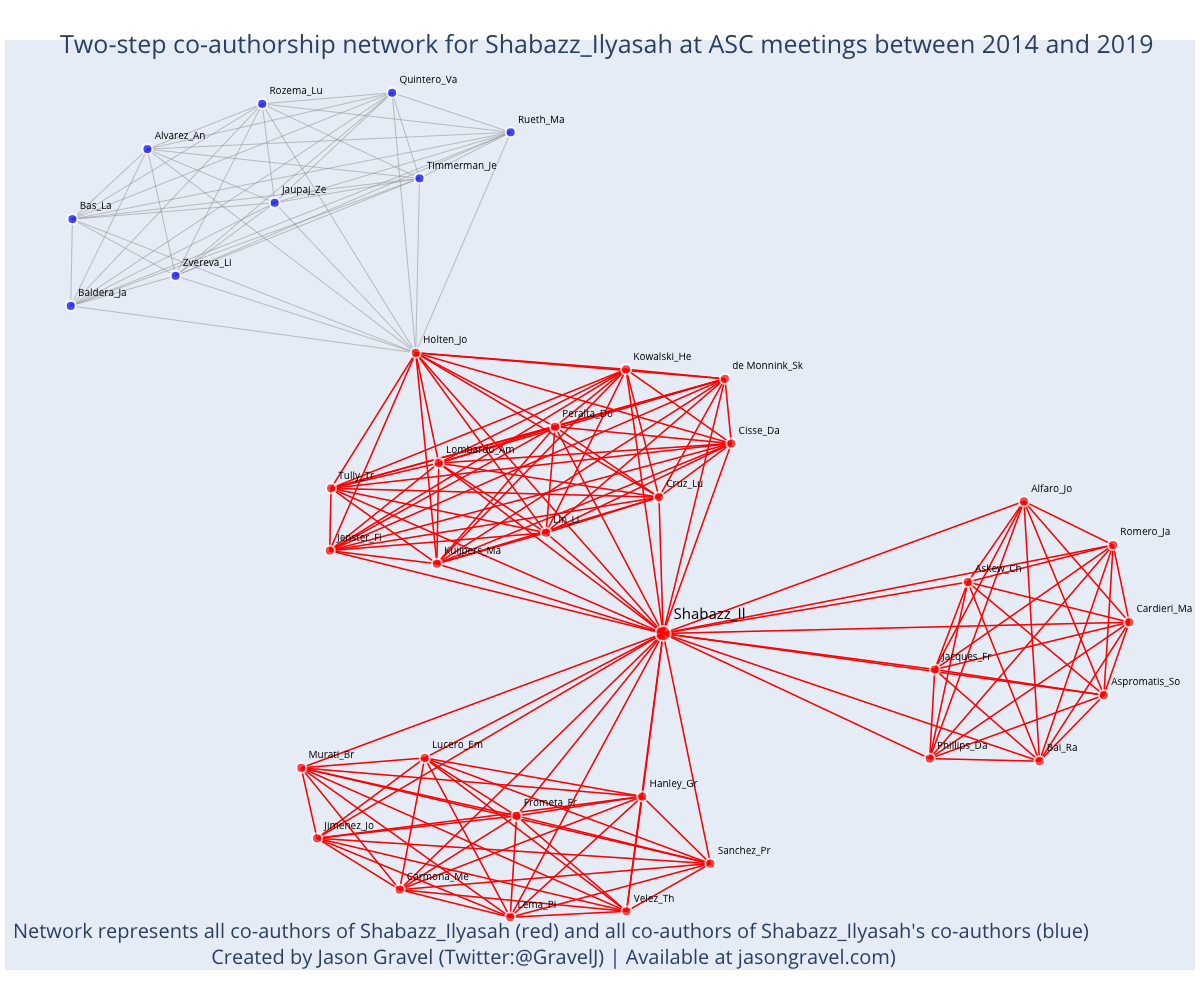 Two-step co-authorship network for Shabazz_Ilyasah at ASC meetings between 2014 and 2019
Quintero_Va
Rozema_Lu
Rueth_Ma
Alvarez_An
Timmerman_Je
Jaupaj_Ze
Bas_La
Zvereva_Li
Baldera_Ja
Holten_Jo
Kowalski_He
de Monnink_Sk
Peralta_Do
Cisse_Da
Lombardo_Am
Tully_Tr
Cruz_Lu
Alfaro_Jo
Lin_Li
Romero_Ja
Jenster_Fl
Kuijpers_Ma
Askew_Ch
Cardieri_Ma
Shabazz_Il
Jacques_Fr
Aspromatis_So
Phillips_Da
Bai_Ra
Lucero_Em
Murati_Br
Hanley_Gr
Frometa_Er
Jimenez_Jo
Sanchez_Pr
Carmona_Me
Lema_Pi
Velez_Th
Network represents all co-authors of Shabazz_Ilyasah (red) and all co-authors of Shabazz_Ilyasah's co-authors (blue)
Created by Jason Gravel (Twitter:@GravelJ) | Available at jasongravel.com)